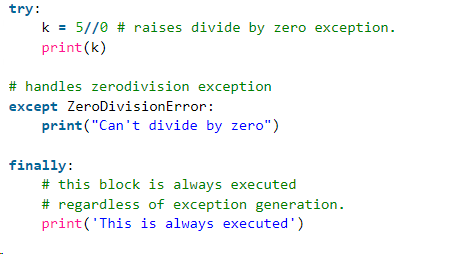 try:
    k = 5//0 # raises divide by zero exception.
    print(k)

# handles zerodivision exception
except ZeroDivisionError:
    print("Can't divide by zero")

finally:
    # this block is always executed
    # regardless of exception generation.
    print('This is always executed')